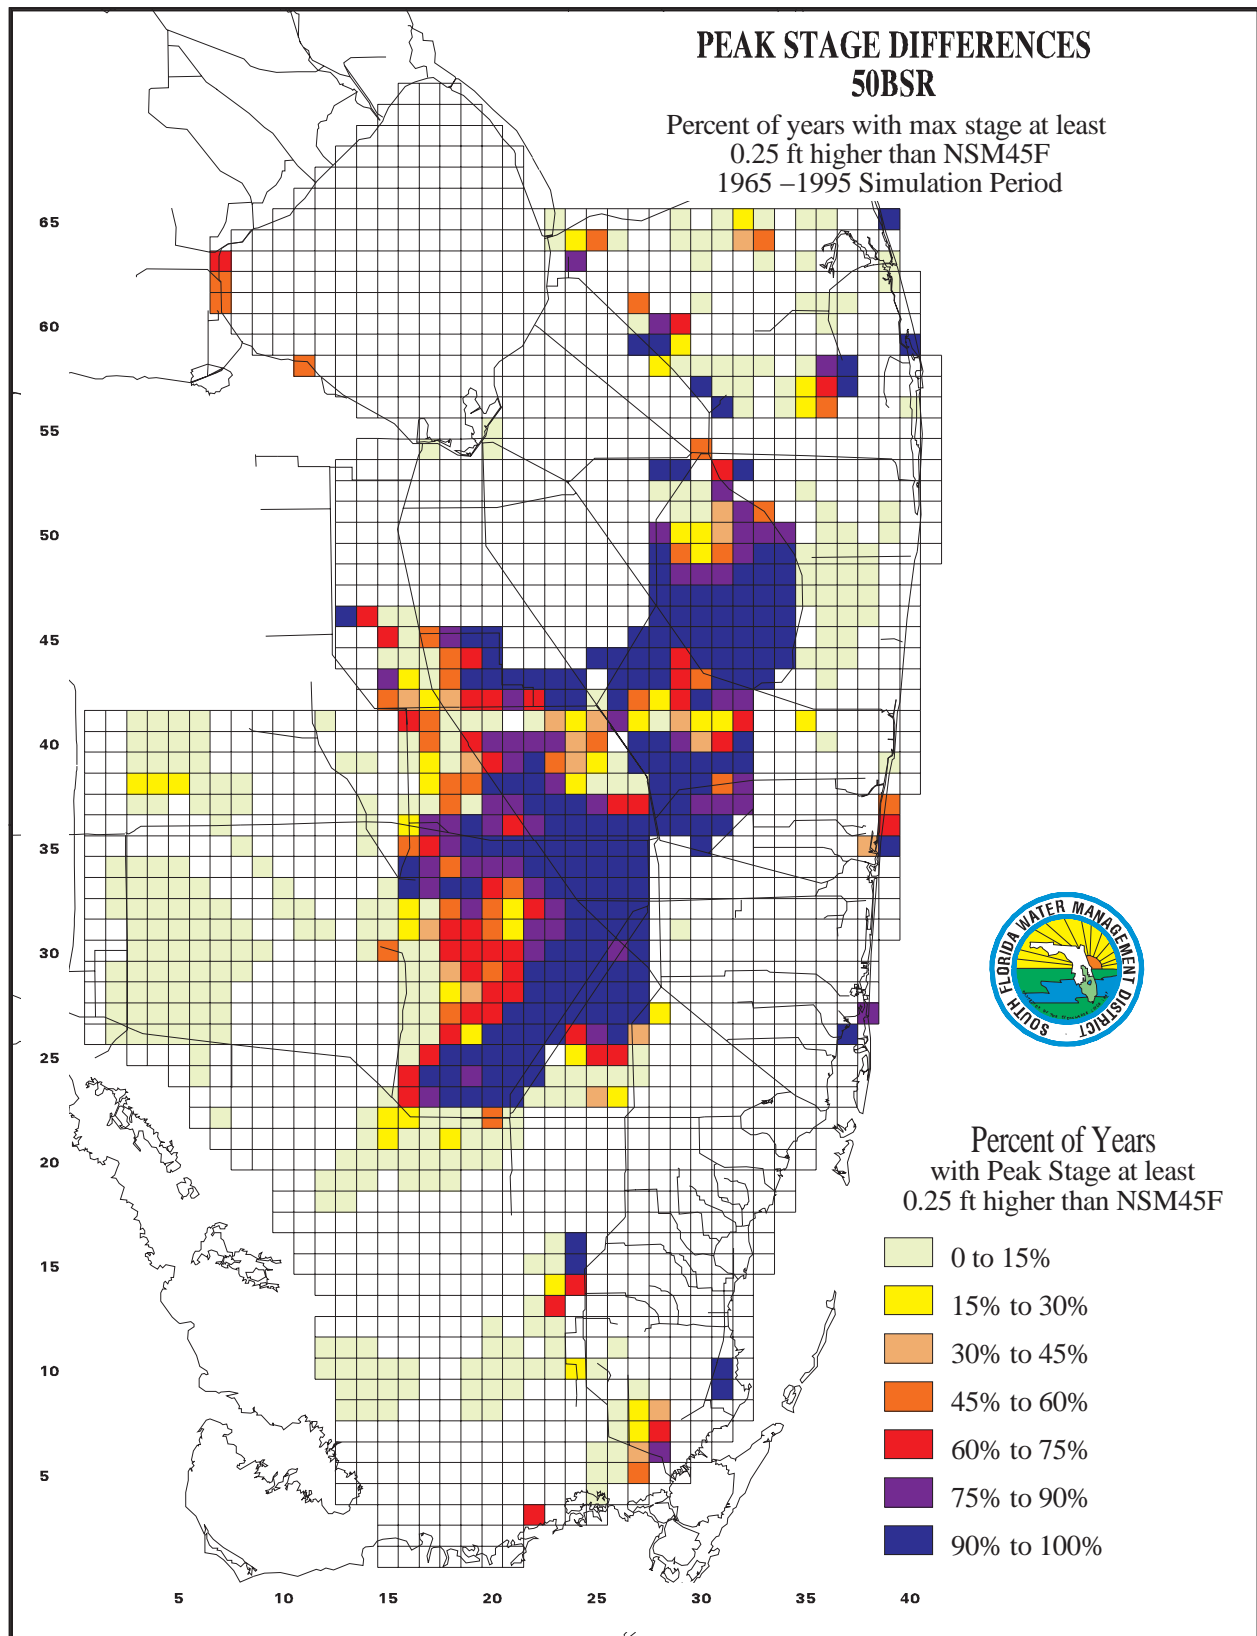 PEAK STAGE DIFFERENCES
50BSR
Percent of years with max stage at least
0.25 ft higher than NSM45F
1965 –1995 Simulation Period
65
60
55
50
45
40
35
30
25
20
15
10
5
SOUTH FLORIDA WATER MANAGEMENT DISTRICT
Percent of Years
with Peak Stage at least
0.25 ft higher than NSM45F
0 to 15%
15% to 30%
30% to 45%
45% to 60%
60% to 75%
75% to 90%
90% to 100%
5 10 15 20 25 30 35 40